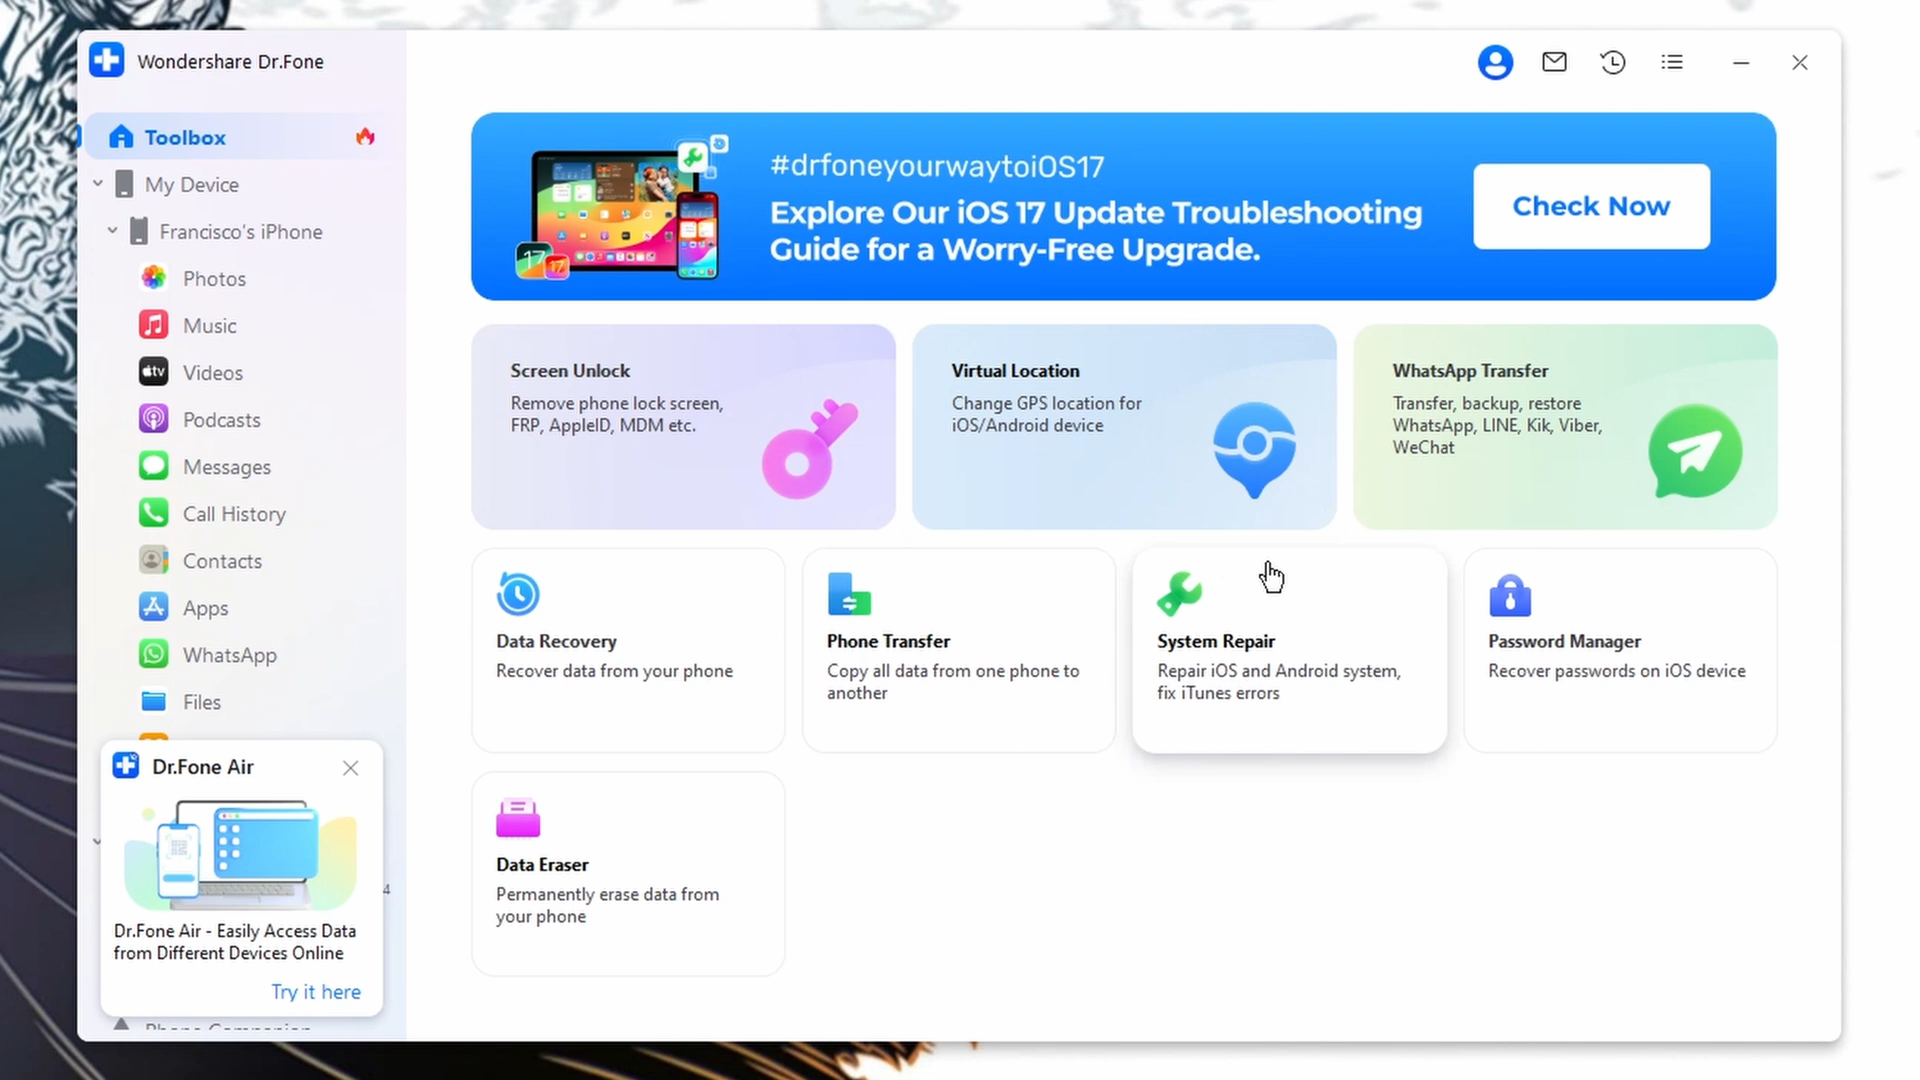 Wondershare Dr.Fone
Toolbox
My Device
Francisco's iPhone
Photos
Music
tv
Videos
Podcasts
Messages
Call History
Contacts
Apps
WhatsApp
Files
Dr.Fone Air
4
Dr.Fone Air - Easily Access Data
from Different Devices Online
Try it here
Phone Companion
#drfoneyourwaytoiOS17
Explore Our iOS 17 Update Troubleshooting
Guide for a Worry-Free Upgrade.
17
17
Check Now
Screen Unlock
Remove phone lock screen,
FRP, AppleID, MDM etc.
Virtual Location
Change GPS location for
iOS/Android device
WhatsApp Transfer
Transfer, backup, restore
WhatsApp, LINE, Kik, Viber,
WeChat
Data Recovery
Recover data from your phone
Phone Transfer
Copy all data from one phone to
another
System Repair
Repair iOS and Android system,
fix iTunes errors
Password Manager
Recover passwords on iOS device
Data Eraser
Permanently erase data from
your phone